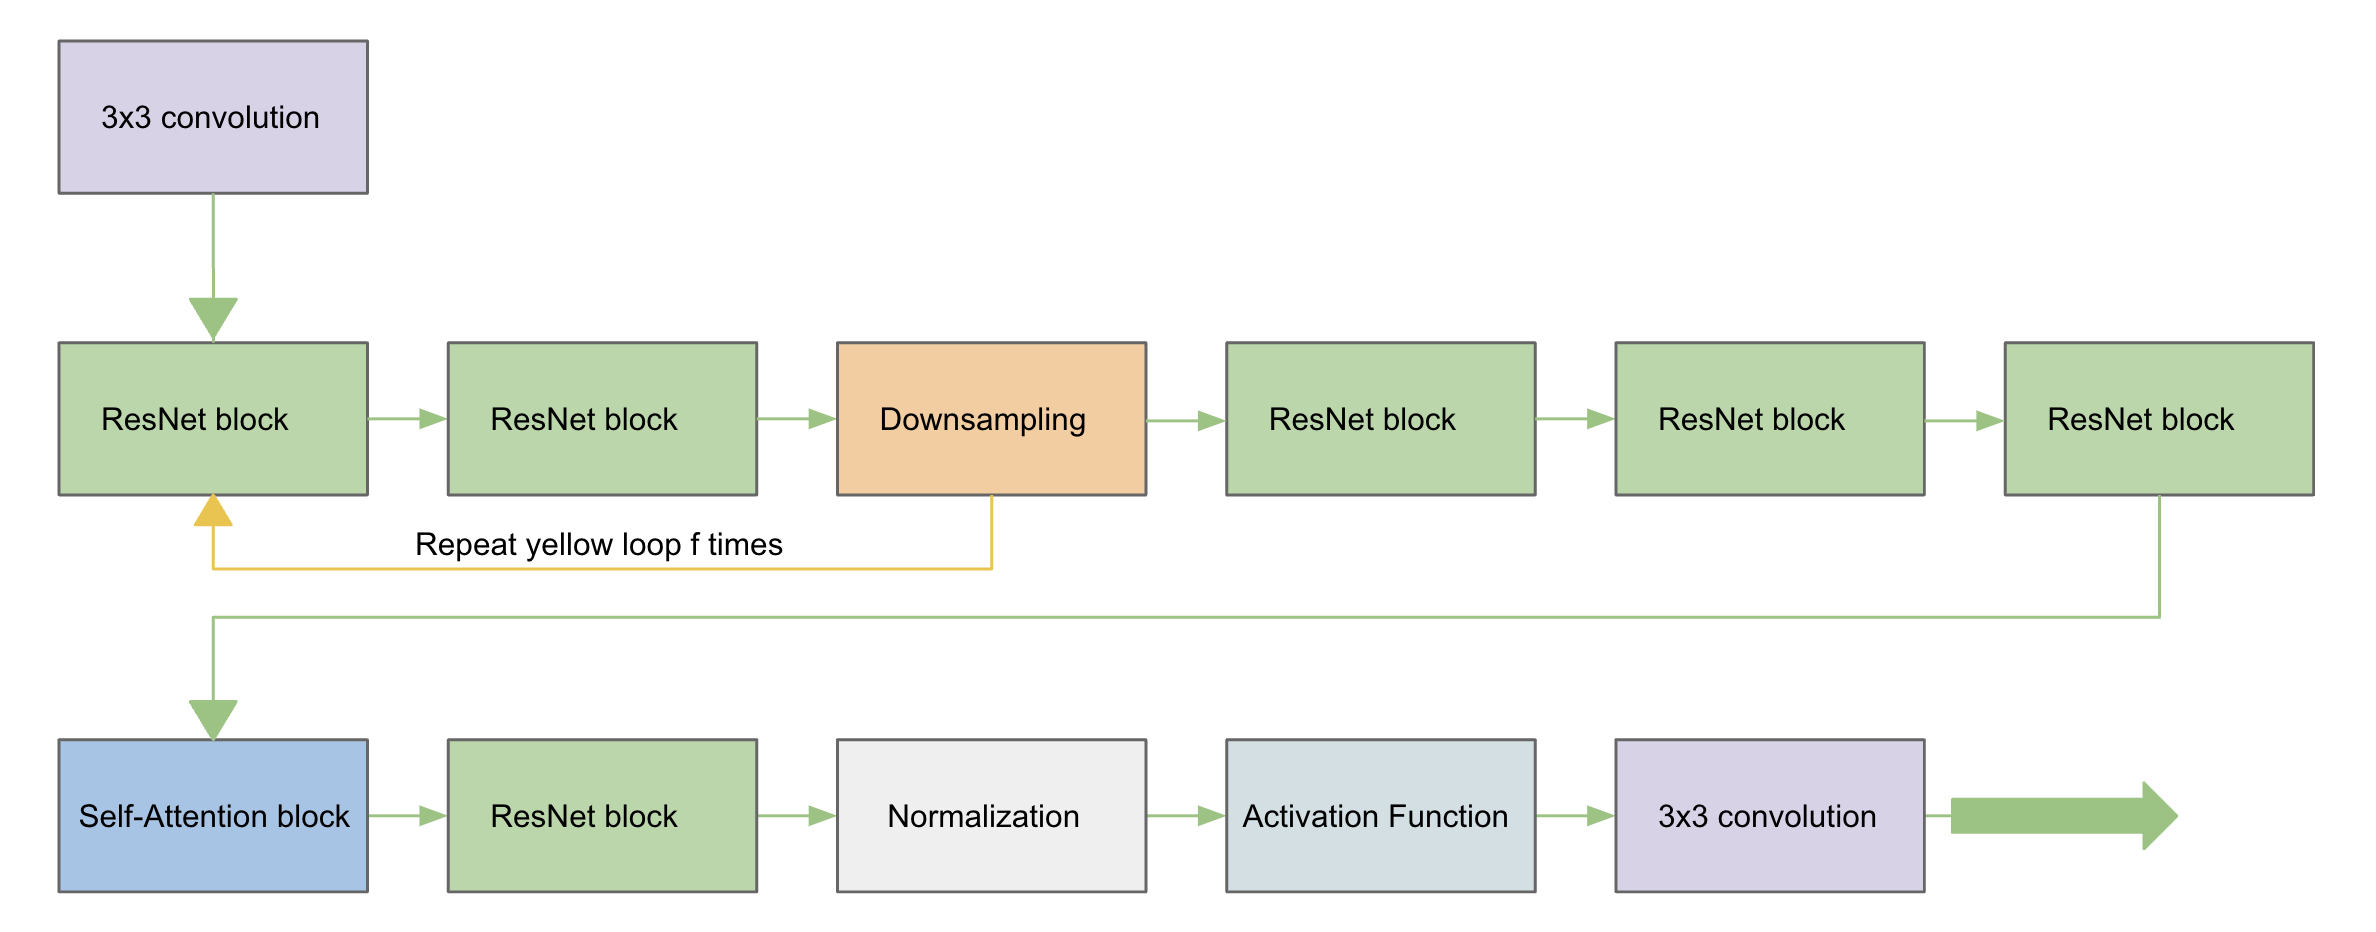 3x3 convolution
ResNet block
ResNet block
Downsampling
ResNet block
ResNet block
ResNet block
Repeat yellow loop f times
Self-Attention block
ResNet block
Normalization
Activation Function
3x3 convolution